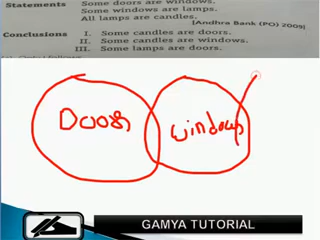 Statements Some doors are windows.
Some windows are lamps.
All lamps are candles.
[Andhra Bank (PO) 2009]
Conclusions I. Some candles are doors.
II. Some candles are windows.
III. Some lamps are doors.
Doors
windows
GAMYA TUTORIAL